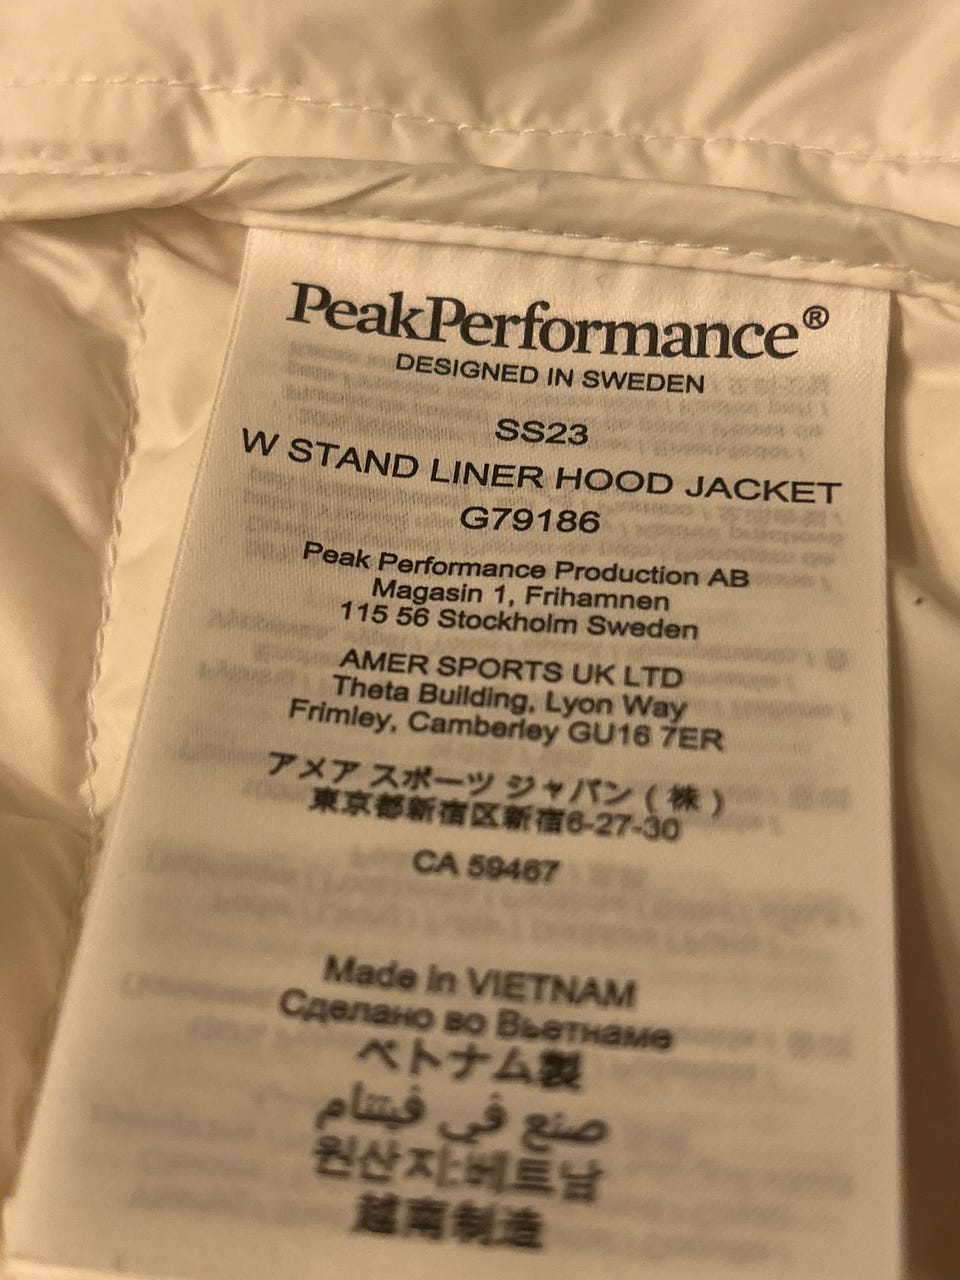 PeakPerformance®
DESIGNED IN SWEDEN
SS23
W STAND LINER HOOD JACKET
G79186
Peak Performance Production AB
Magasin 1, Frihamnen
115 56 Stockholm Sweden
AMER SPORTS UK LTD
Theta Building, Lyon Way
Frimley, Camberley GU16 7ER
アメア スポーツ ジャパン ( 株 )
東京都新宿区新宿6-27-30
CA 59467
Made in VIETNAM
Сделано во Вьетнаме
ベトナム製
صنع في فيتنام
원산지:베트남
越南制造